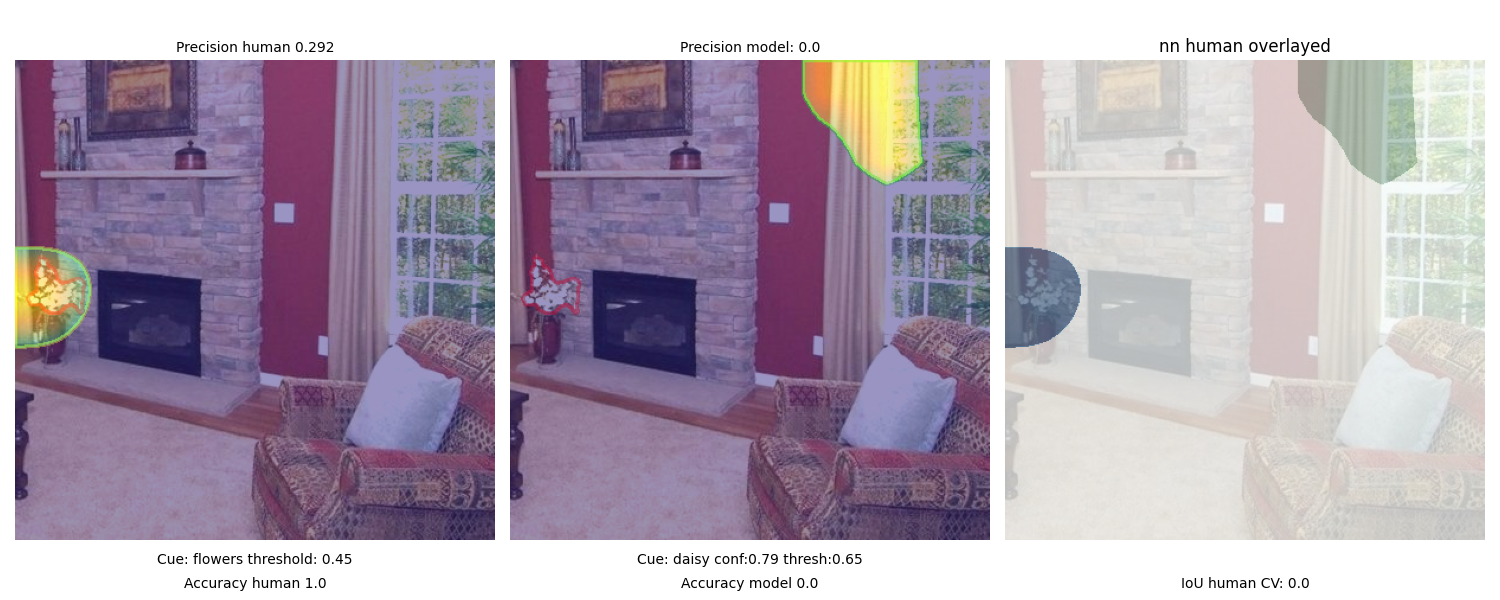 Precision human 0.292
Precision model: 0.0
nn human overlayed
Cue: flowers threshold: 0.45
Cue: daisy conf:0.79 thresh:0.65
Accuracy human 1.0
Accuracy model 0.0
IoU human CV: 0.0